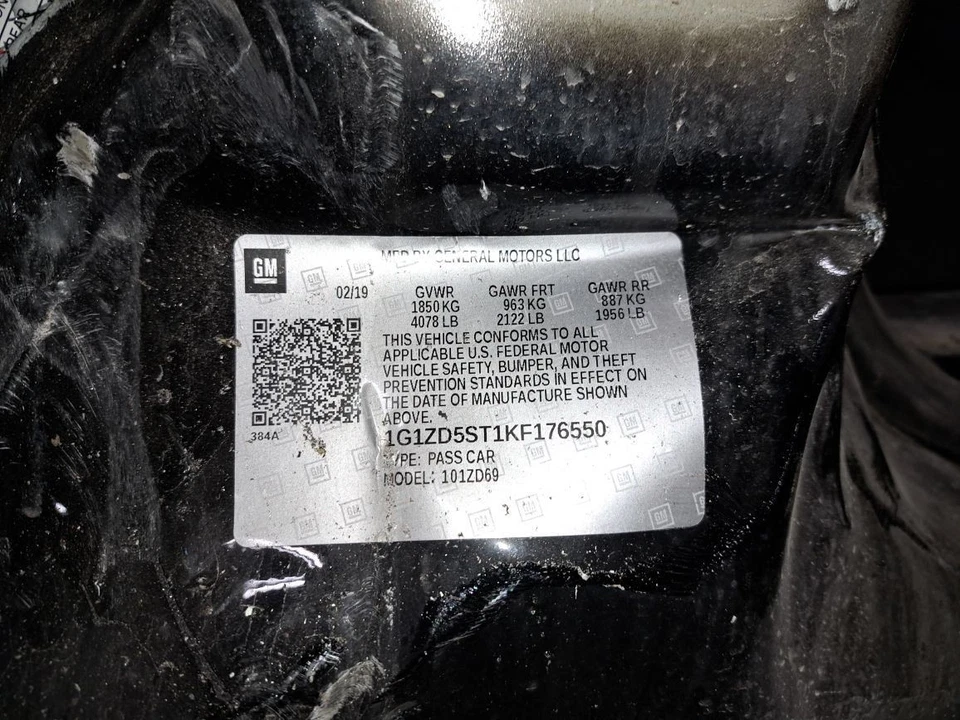 REAR
GM
MFD BY GENERAL MOTORS LLC
02/19
GVWR GAWR FRT GAWR RR
1850 KG 963 KG 887 KG
4078 LB 2122 LB 1956 LB
THIS VEHICLE CONFORMS TO ALL
APPLICABLE U.S. FEDERAL MOTOR
VEHICLE SAFETY, BUMPER, AND THEFT
PREVENTION STANDARDS IN EFFECT ON
THE DATE OF MANUFACTURE SHOWN
ABOVE.
384A
1G1ZD5ST1KF176550
TYPE: PASS CAR
MODEL: 101ZD69